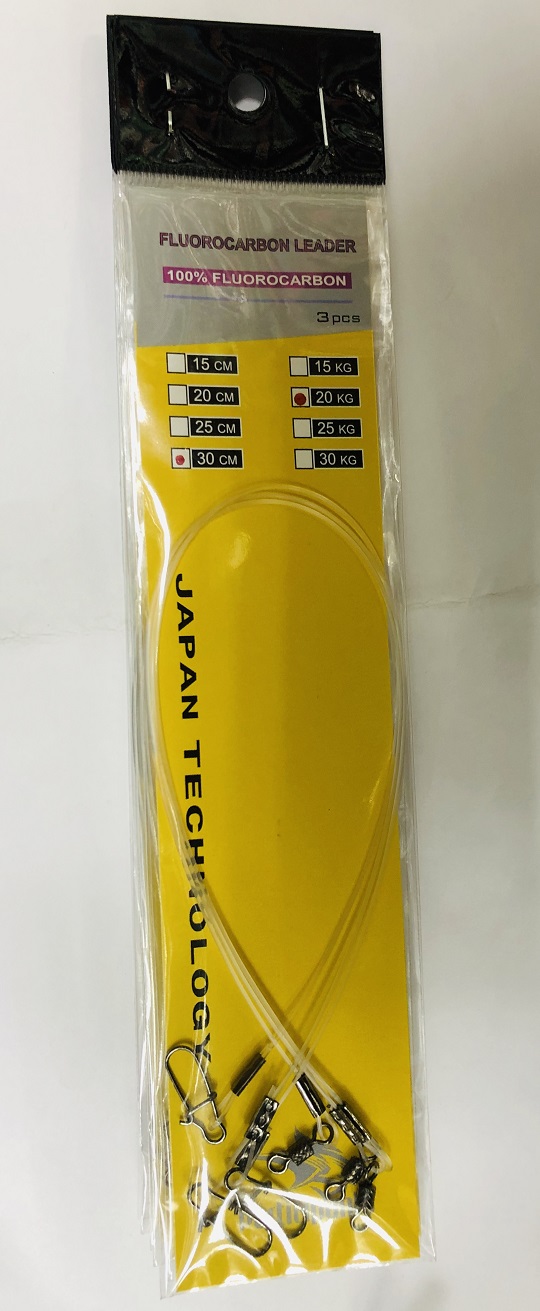 FLUOROCARBON LEADER
100% FLUOROCARBON
3 pcs
15 CM
15 KG
20 CM
20 KG
25 CM
25 KG
30 CM
30 KG
JAPAN TECHNOLOGY